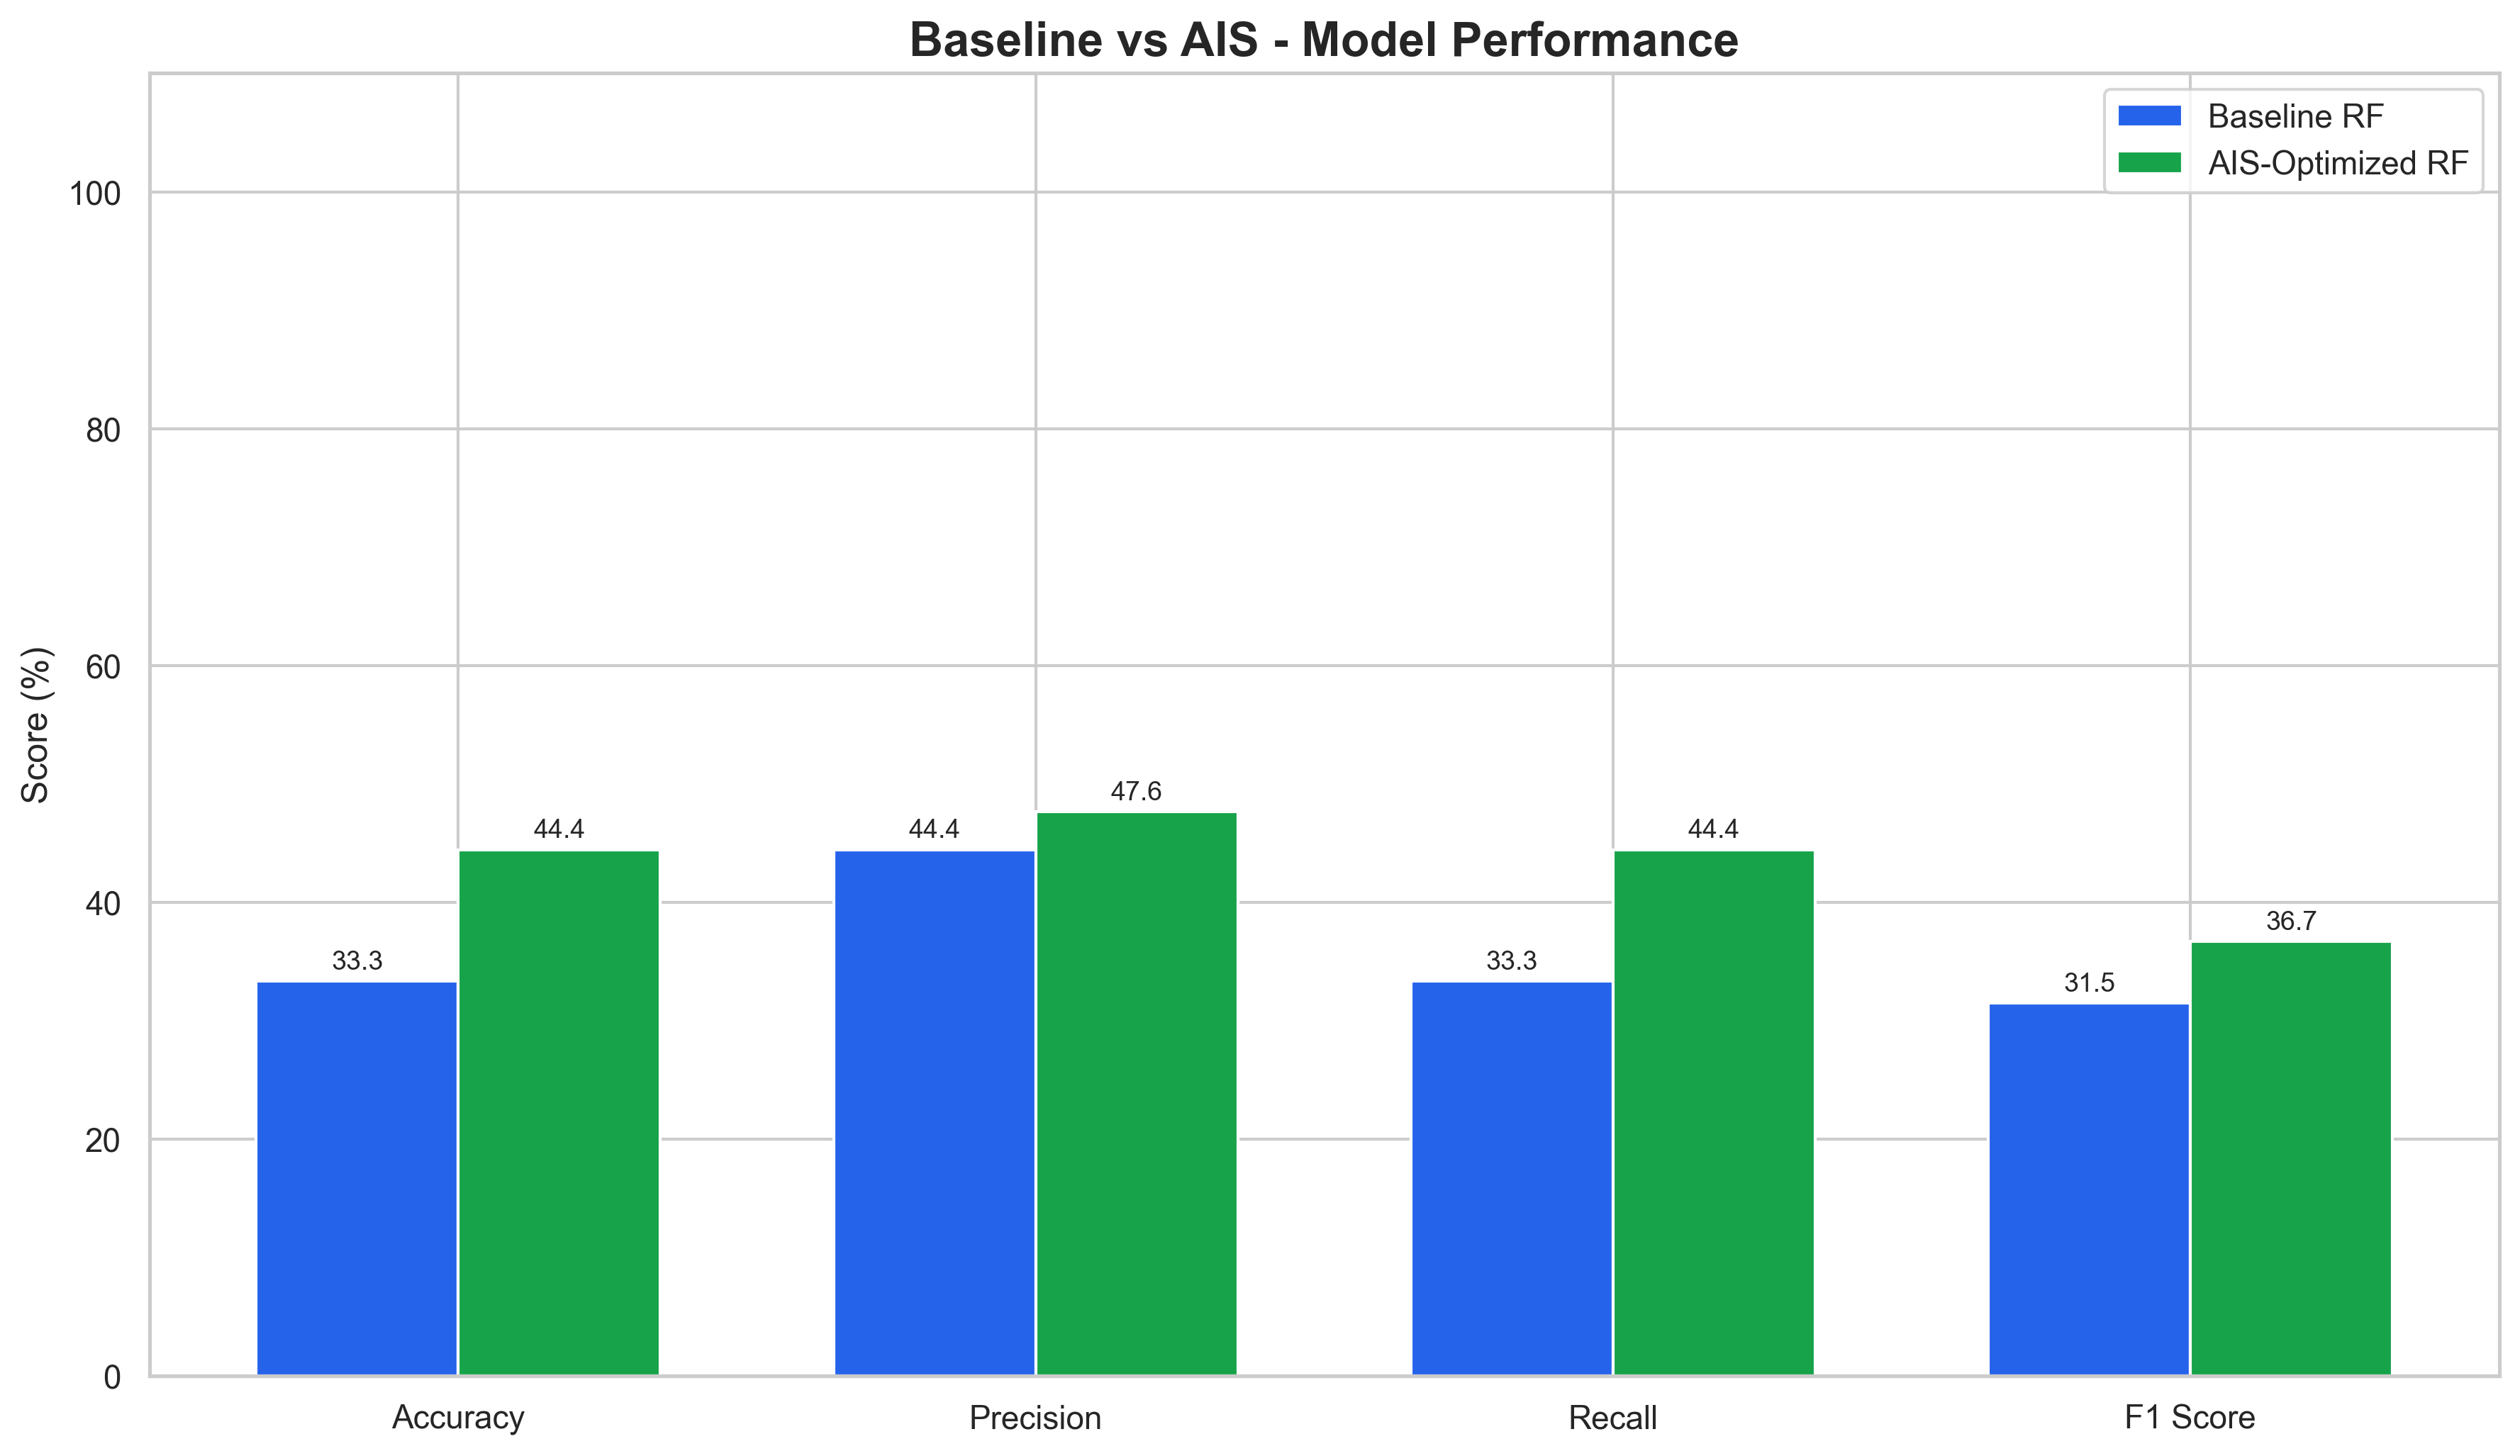 Baseline vs AIS - Model Performance
Baseline RF
AIS-Optimized RF
Score (%)
100
80
60
40
20
0
33.3
44.4
44.4
47.6
33.3
44.4
31.5
36.7
Accuracy
Precision
Recall
F1 Score